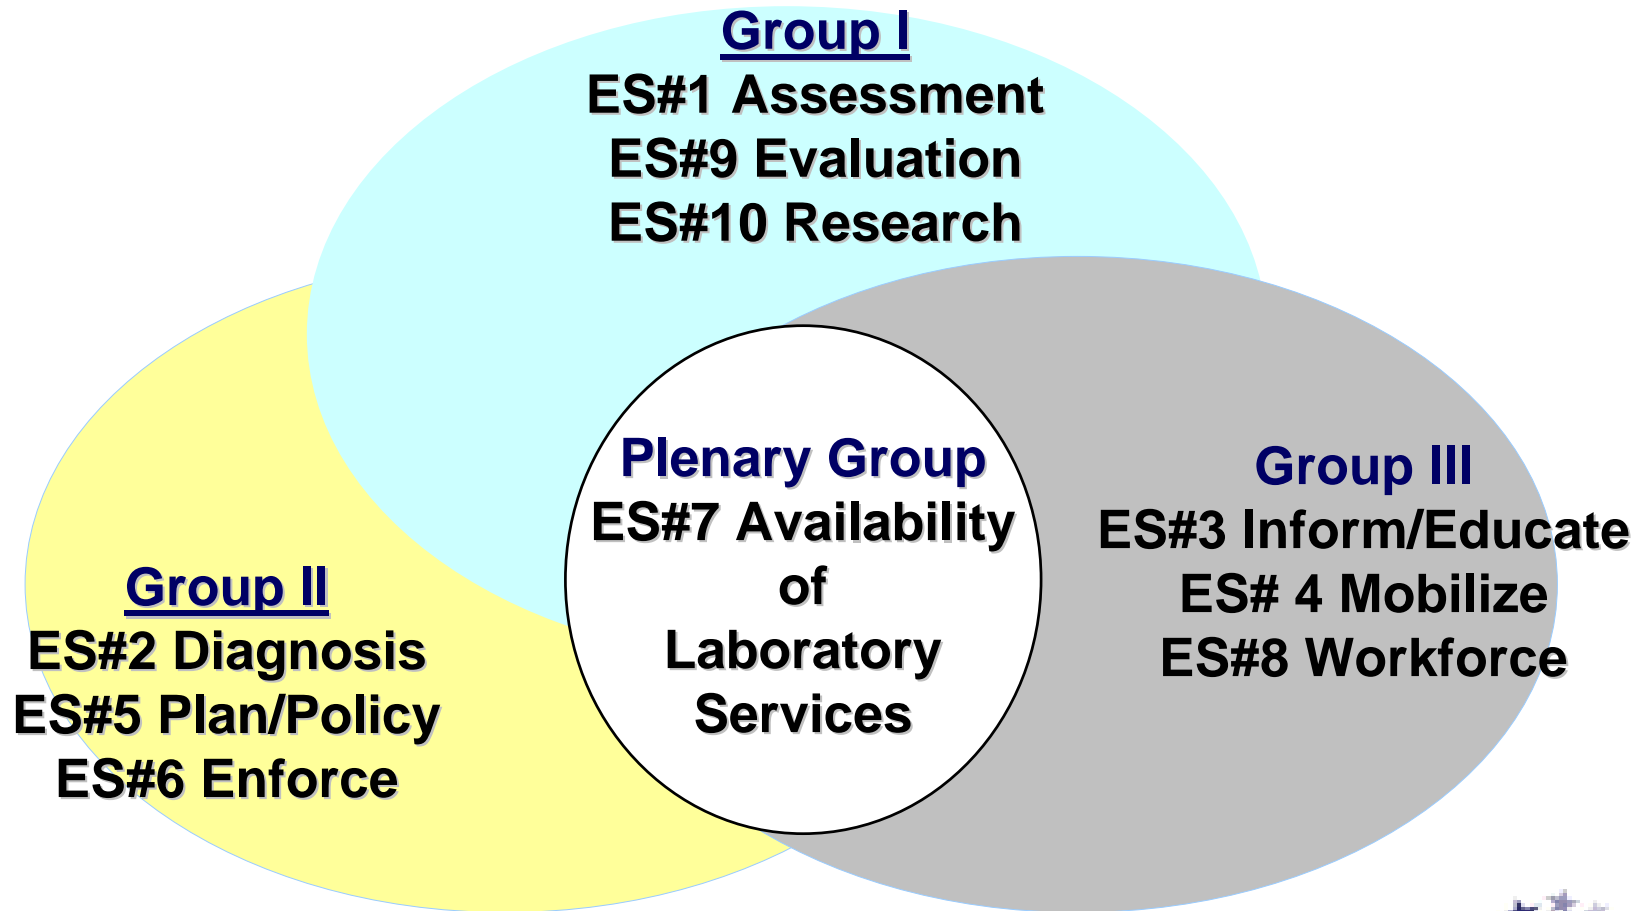 Group I
ES#1 Assessment
ES#9 Evaluation
ES#10 Research
Plenary Group
ES#7 Availability
of
Laboratory
Services
Group II
ES#2 Diagnosis
ES#5 Plan/Policy
ES#6 Enforce
Group III
ES#3 Inform/Educate
ES# 4 Mobilize
ES#8 Workforce